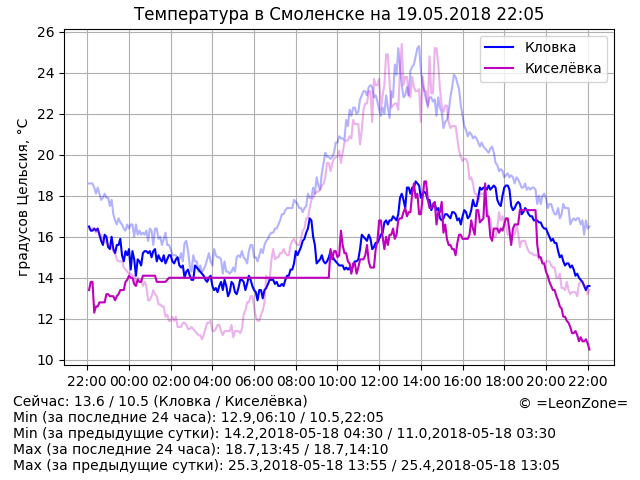 Температура в Смоленске на 19.05.2018 22:05
градусов Цельсия, °C
26
24
22
20
18
16
14
12
10
Кловка
Киселёвка
22:00 00:00 02:00 04:00 06:00 08:00 10:00 12:00 14:00 16:00 18:00 20:00 22:00
Сейчас: 13.6 / 10.5 (Кловка / Киселёвка)
© =LeonZone=
Min (за последние 24 часа): 12.9,06:10 / 10.5,22:05
Min (за предыдущие сутки): 14.2,2018-05-18 04:30 / 11.0,2018-05-18 03:30
Max (за последние 24 часа): 18.7,13:45 / 18.7,14:10
Max (за предыдущие сутки): 25.3,2018-05-18 13:55 / 25.4,2018-05-18 13:05